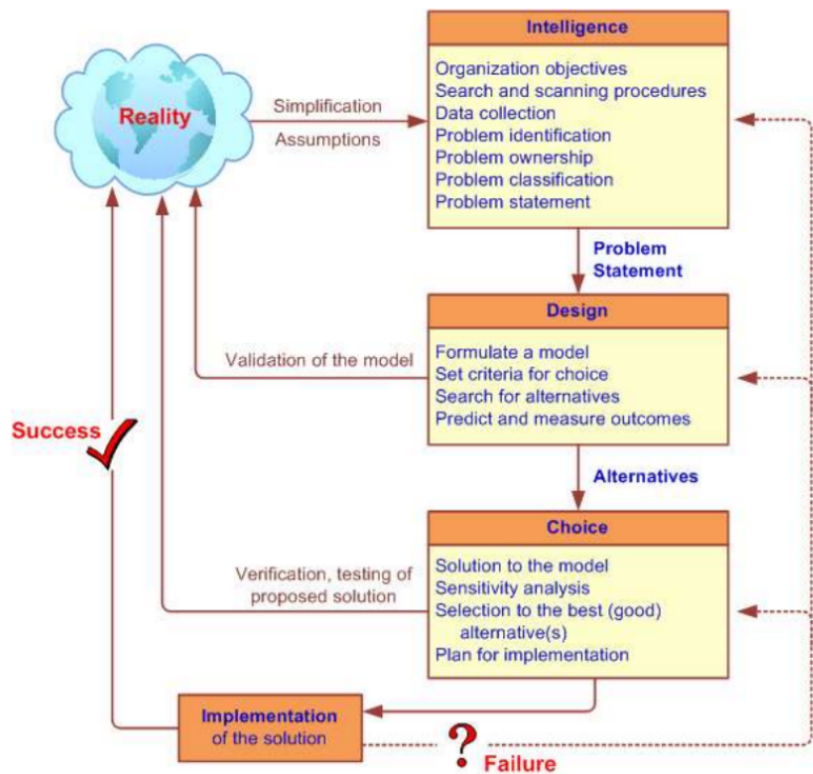 Intelligence
Organization objectives
Search and scanning procedures
Data collection
Problem identification
Problem ownership
Problem classification
Problem statement
Reality
Simplification
Assumptions
Problem
Statement
Design
Formulate a model
Set criteria for choice
Search for alternatives
Predict and measure outcomes
Validation of the model
Success
Alternatives
Choice
Solution to the model
Sensitivity analysis
Selection to the best (good)
alternative(s)
Plan for implementation
Verification, testing of
proposed solution
Implementation
of the solution
?
Failure